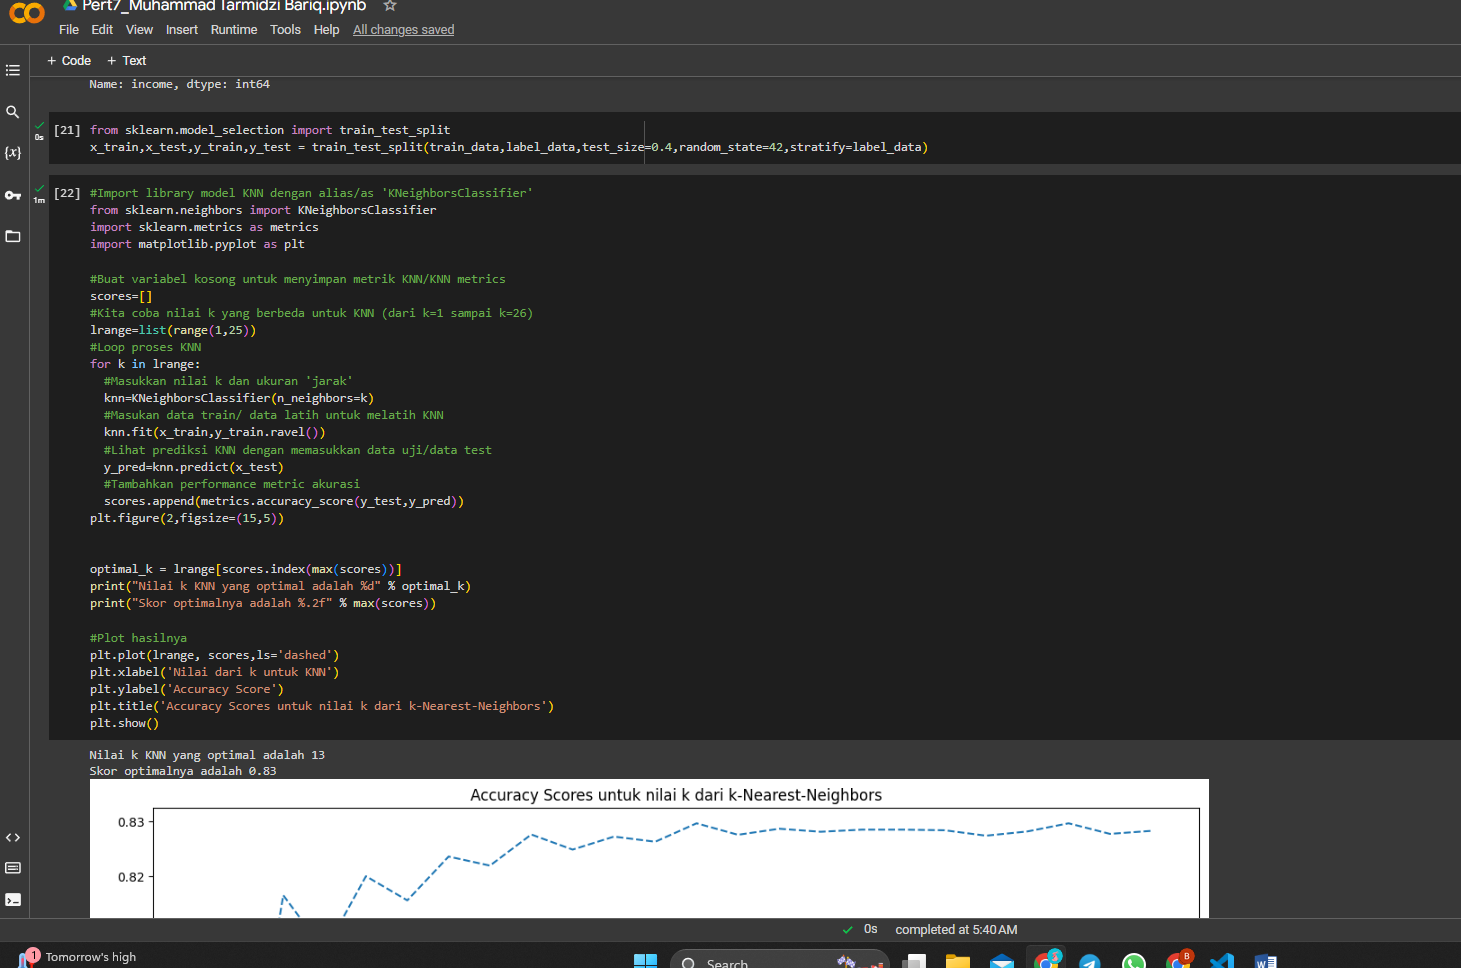 Pert7_Muhammad Tarmidzi Bariq.ipynb
File Edit View Insert Runtime Tools Help All changes saved
+ Code + Text
Name: income, dtype: int64
[21] from sklearn.model_selection import train_test_split
0s
x_train,x_test,y_train,y_test = train_test_split(train_data,label_data,test_size=0.4,random_state=42,stratify=label_data)
{x}
[22] #Import library model KNN dengan alias/as 'KNeighborsClassifier'
1m
from sklearn.neighbors import KNeighborsClassifier
import sklearn.metrics as metrics
import matplotlib.pyplot as plt
#Buat variabel kosong untuk menyimpan metrik KNN/KNN metrics
scores=[]
#Kita coba nilai k yang berbeda untuk KNN (dari k=1 sampai k=26)
lrange=list(range(1,25))
#Loop proses KNN
for k in lrange:
#Masukkan nilai k dan ukuran 'jarak'
knn=KNeighborsClassifier(n_neighbors=k)
#Masukan data train/ data latih untuk melatih KNN
knn.fit(x_train,y_train.ravel())
#Lihat prediksi KNN dengan memasukkan data uji/data test
y_pred=knn.predict(x_test)
#Tambahkan performance metric akurasi
scores.append(metrics.accuracy_score(y_test,y_pred))
plt.figure(2,figsize=(15,5))
optimal_k = lrange[scores.index(max(scores))]
print("Nilai k KNN yang optimal adalah %d" % optimal_k)
print("Skor optimalnya adalah %.2f" % max(scores))
#Plot hasilnya
plt.plot(lrange, scores,ls='dashed')
plt.xlabel('Nilai dari k untuk KNN')
plt.ylabel('Accuracy Score')
plt.title('Accuracy Scores untuk nilai k dari k-Nearest-Neighbors')
plt.show()
Nilai k KNN yang optimal adalah 13
Skor optimalnya adalah 0.83
Accuracy Scores untuk nilai k dari k-Nearest-Neighbors
0.83
0.82
0s completed at 5:40 AM
1 Tomorrow's high
Search
B